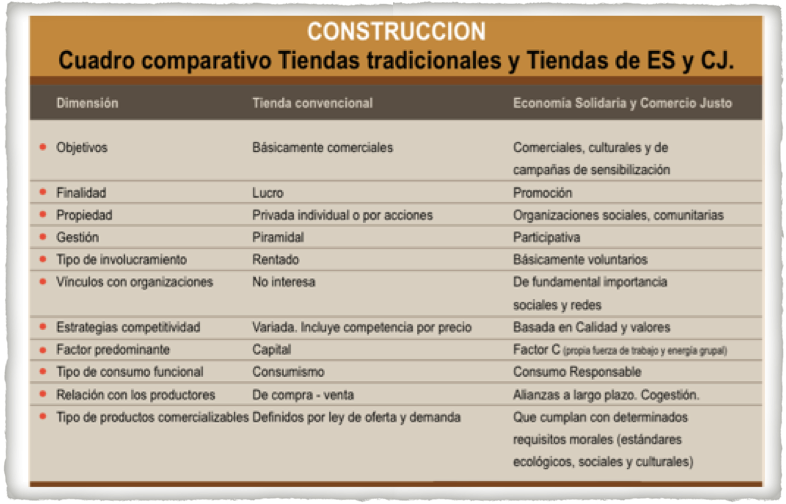 CONSTRUCCION
Cuadro comparativo Tiendas tradicionales y Tiendas de ES y CJ.
Dimensión Tienda convencional Economía Solidaria y Comercio Justo
Objetivos Básicamente comerciales Comerciales, culturales y de
campañas de sensibilización
Finalidad Lucro Promoción
Propiedad Privada individual o por acciones Organizaciones sociales, comunitarias
Gestión Piramidal Participativa
Tipo de involucramiento Rentado Básicamente voluntarios
Vínculos con organizaciones No interesa De fundamental importancia
sociales y redes
Estrategias competitividad Variada. Incluye competencia por precio Basada en Calidad y valores
Factor predominante Capital Factor C (propia fuerza de trabajo y energía grupal)
Tipo de consumo funcional Consumismo Consumo Responsable
Relación con los productores De compra - venta Alianzas a largo plazo. Cogestión.
Tipo de productos comercializables Definidos por ley de oferta y demanda Que cumplan con determinados
requisitos morales (estándares
ecológicos, sociales y culturales)